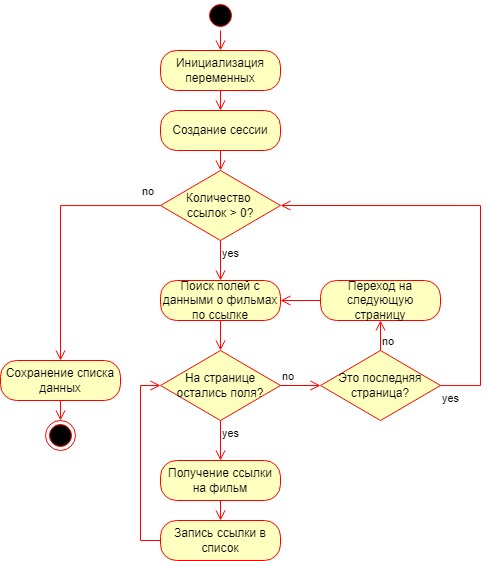 Инициализация
переменных
Создание сессии
Количество
ссылок > 0?
no
yes
Поиск полей с
данными о фильмах
по ссылке
Переход на
следующую
страницу
no
Сохранение списка
данных
На странице
остались поля?
no
Это последняя
страница?
yes
yes
Получение ссылки
на фильм
Запись ссылки в
список